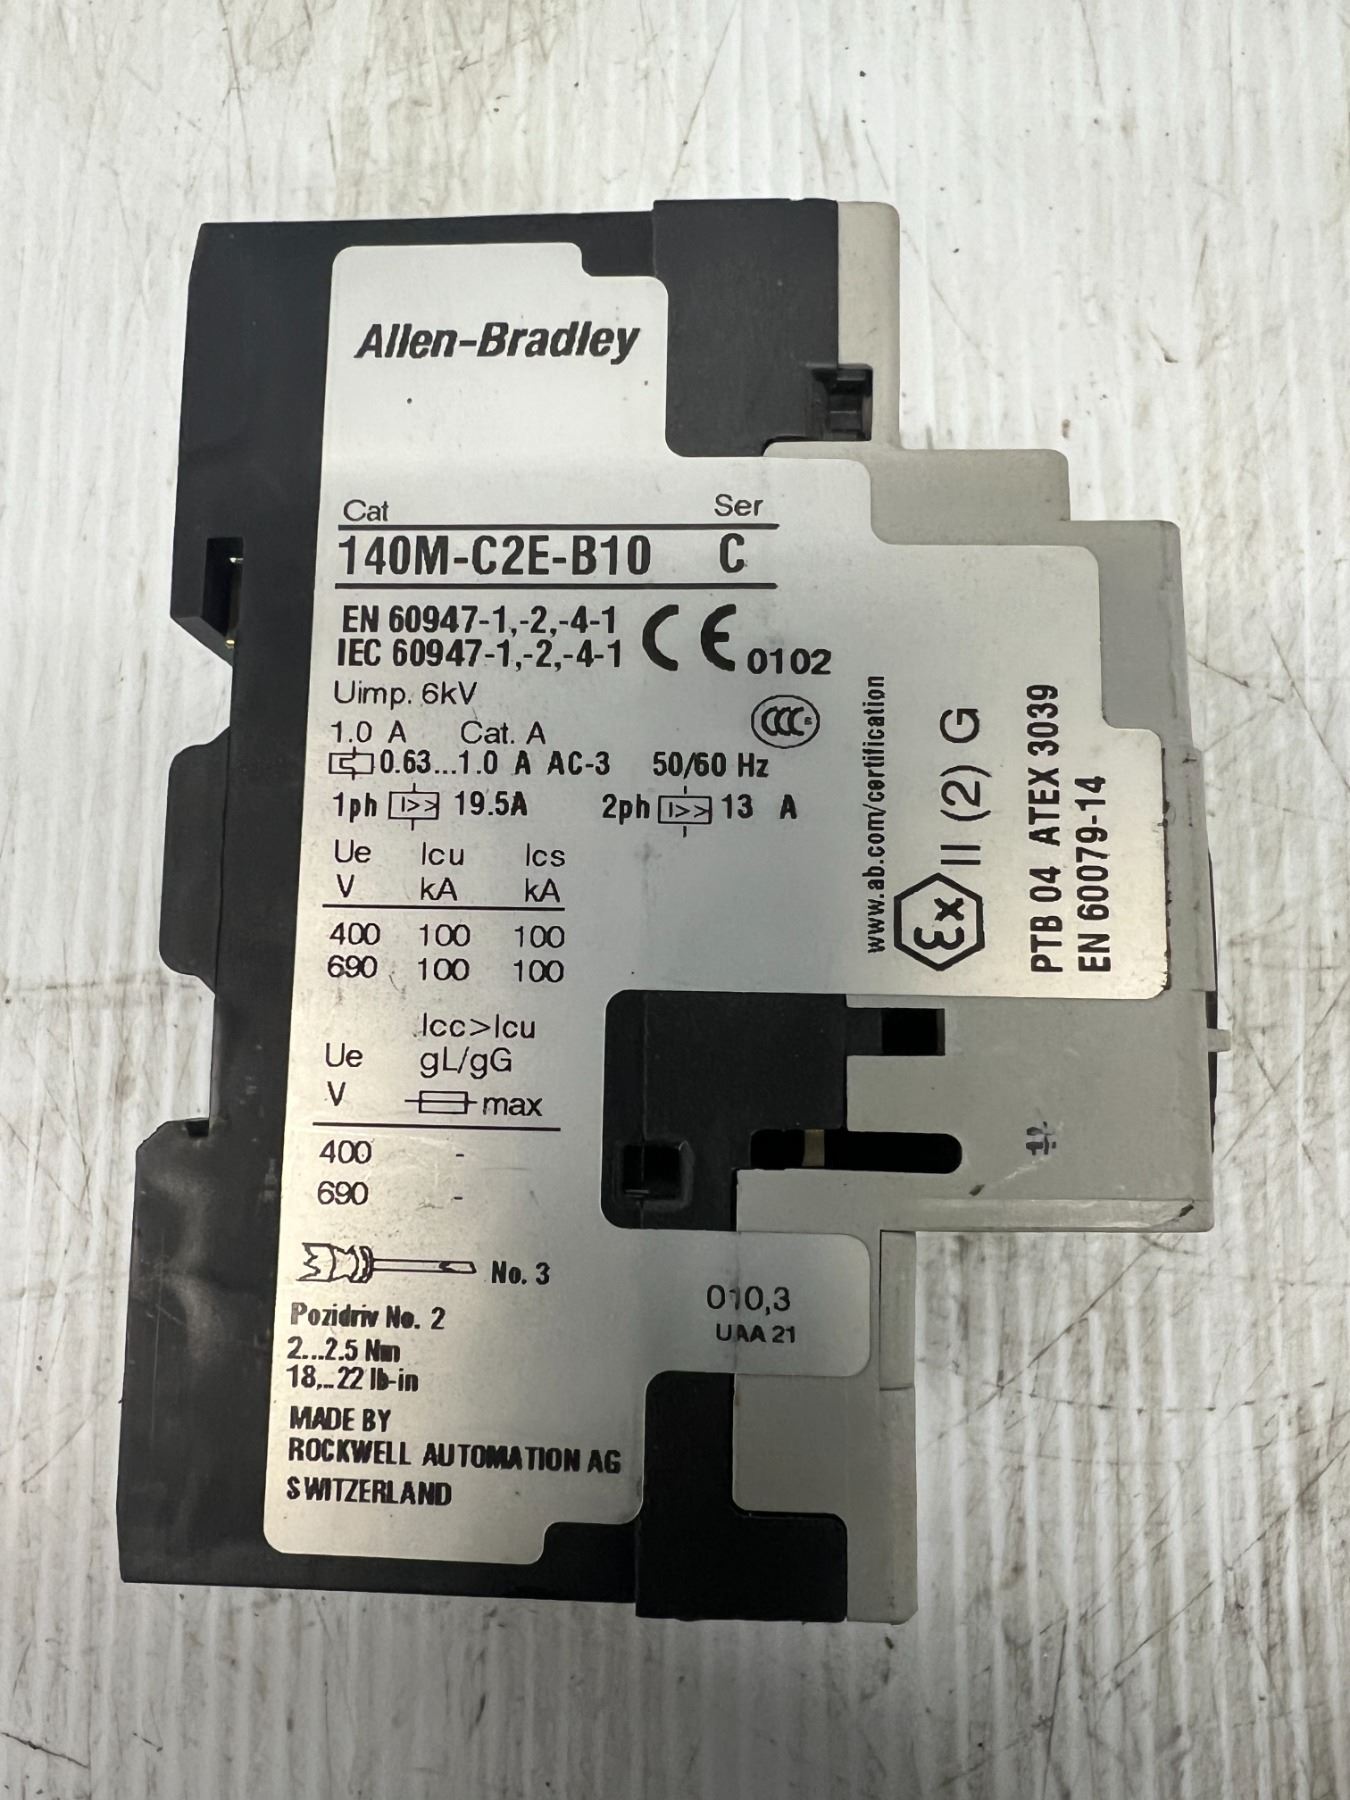 Allen-Bradley
Cat Ser
140M-C2E-B10 C
EN 60947-1,-2,-4-1
IEC 60947-1,-2,-4-1
CE 0102
Uimp. 6kV
1.0 A Cat. A
CCC
0.63...1.0 A AC-3 50/60 Hz
1ph I>> 19.5A 2ph I>> 13 A
Ue Icu Ics
V kA kA
400 100 100
690 100 100
Icc>Icu
Ue gL/gG
V max
400 -
690 -
No. 3
Pozidriv No. 2
2...2.5 Nm
18...22 lb-in
MADE BY
ROCKWELL AUTOMATION AG
SWITZERLAND
010,3
UAA 21
www.ab.com/certification
Ex II (2) G
PTB 04 ATEX 3039
EN 60079-14